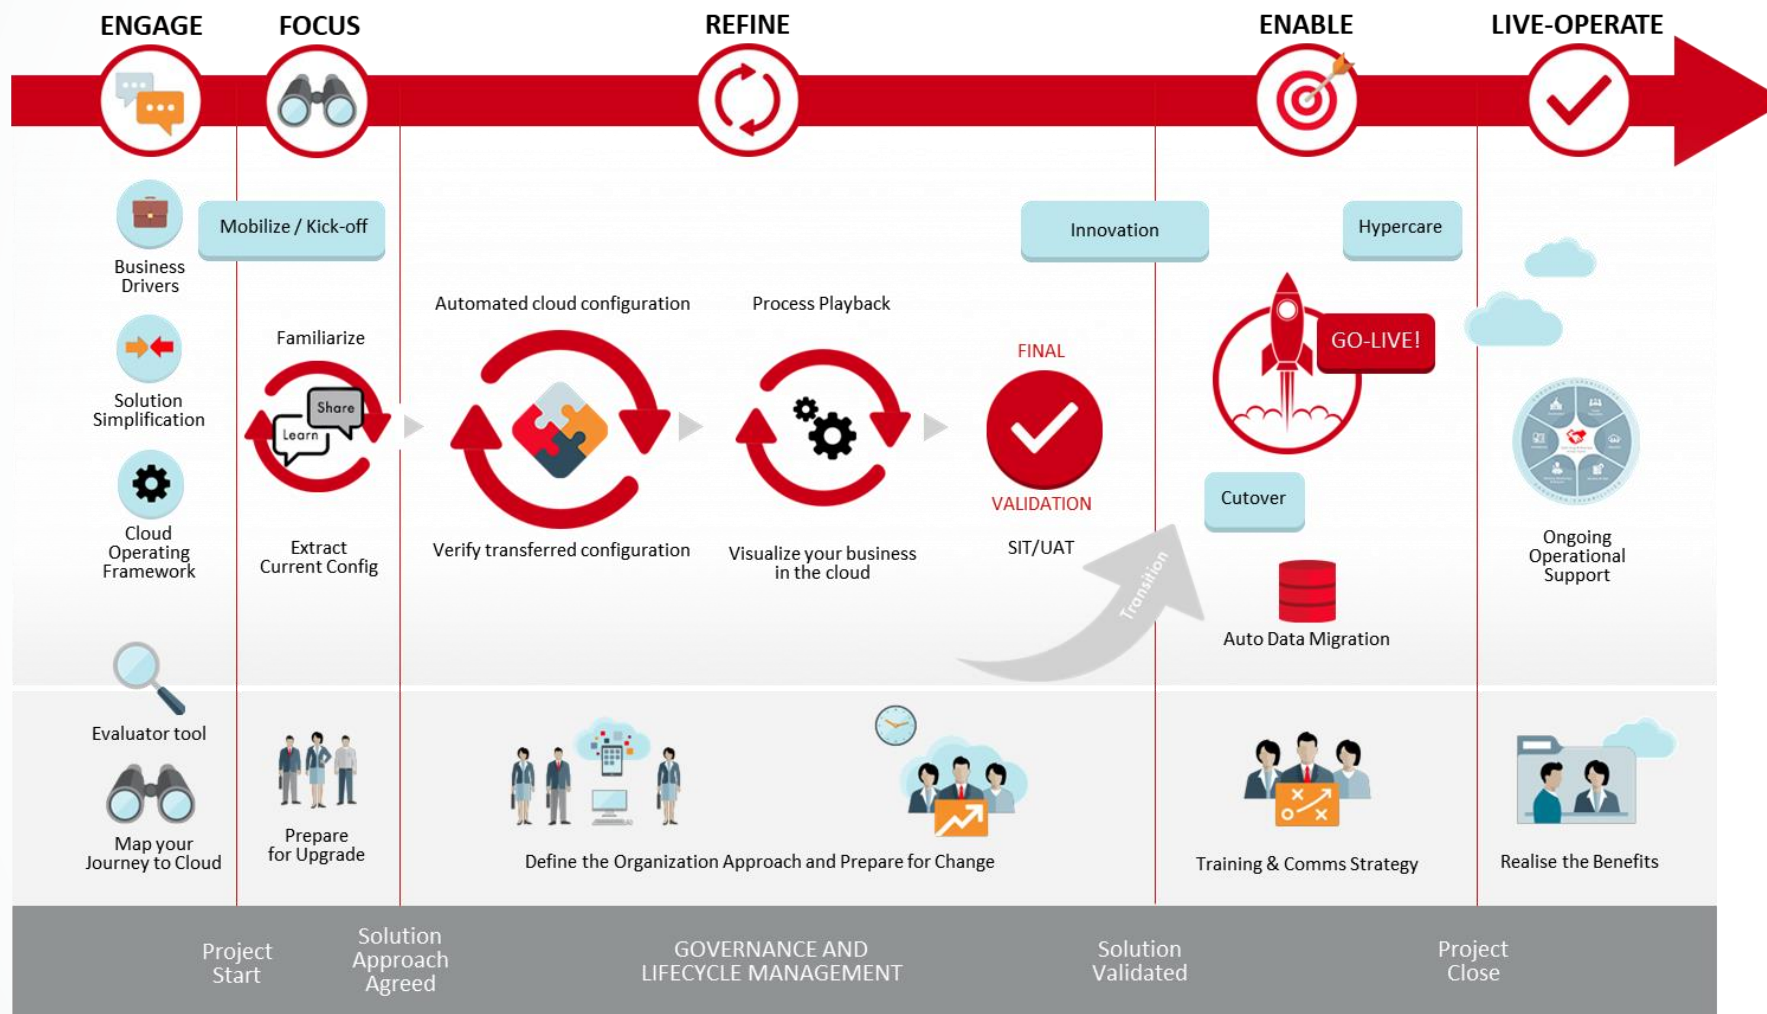 ENGAGE
FOCUS
REFINE
ENABLE
LIVE-OPERATE
Business
Drivers
Solution
Simplification
Cloud
Operating
Framework
Mobilize / Kick-off
Familiarize
Share
Learn
Extract
Current Config
Automated cloud configuration
Verify transferred configuration
Process Playback
Visualize your business
in the cloud
FINAL
VALIDATION
SIT/UAT
Innovation
Transition
Hypercare
GO-LIVE!
Cutover
Auto Data Migration
Ongoing
Operational
Support
Evaluator tool
Map your
Journey to Cloud
Prepare
for Upgrade
Define the Organization Approach and Prepare for Change
Training & Comms Strategy
Realise the Benefits
Project
Start
Solution
Approach
Agreed
GOVERNANCE AND
LIFECYCLE MANAGEMENT
Solution
Validated
Project
Close